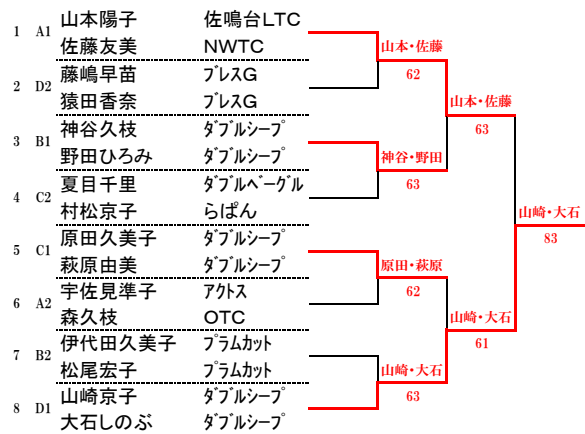 山本陽子 佐鳴台LTC
1 A1
佐藤友美 NWTC
山本・佐藤
62
藤嶋早苗 ブレスG
2 D2
猿田香奈 ブレスG
山本・佐藤
63
神谷久枝 ダブルシープ
3 B1
野田ひろみ ダブルシープ
神谷・野田
63
夏目千里 ダブルベーグル
4 C2
村松京子 らぱん
山崎・大石
83
原田久美子 ダブルシープ
5 C1
萩原由美 ダブルシープ
原田・萩原
62
宇佐見準子 アクトス
6 A2
森久枝 OTC
山崎・大石
61
伊代田久美子 プラムカット
7 B2
松尾宏子 プラムカット
山崎・大石
63
山崎京子 ダブルシープ
8 D1
大石しのぶ ダブルシープ